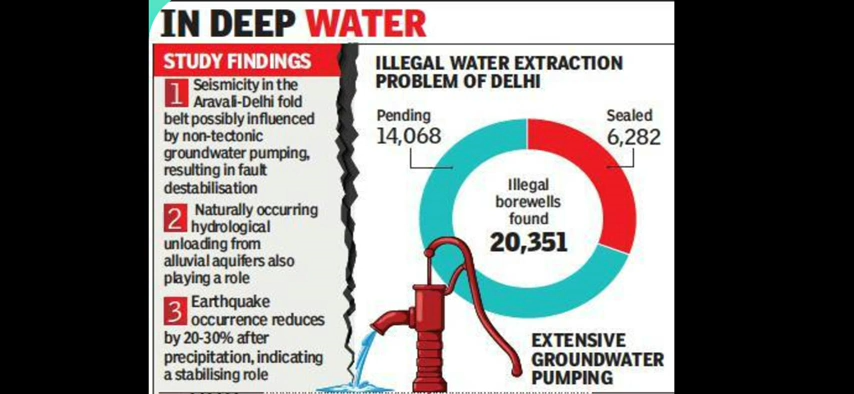 IN DEEP WATER
STUDY FINDINGS
1 Seismicity in the
Aravali-Delhi fold
belt possibly influenced
by non-tectonic
groundwater pumping,
resulting in fault
destabilisation
2 Naturally occurring
hydrological
unloading from
alluvial aquifers also
playing a role
3 Earthquake
occurrence reduces
by 20-30% after
precipitation, indicating
a stabilising role
ILLEGAL WATER EXTRACTION
PROBLEM OF DELHI
Pending
14,068
Sealed
6,282
Illegal
borewells
found
20,351
EXTENSIVE
GROUNDWATER
PUMPING